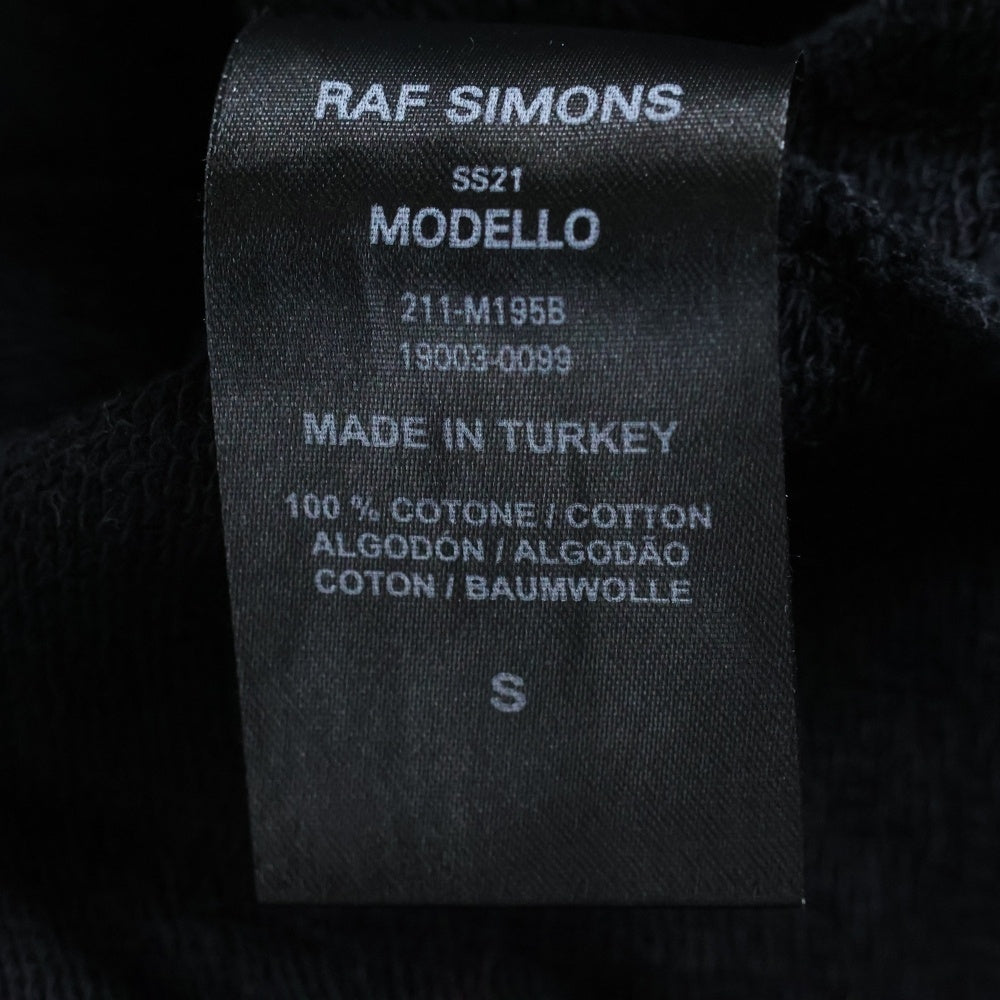 RAF SIMONS
SS21
MODELLO
211-M195B
19003-0099
MADE IN TURKEY
100 % COTONE / COTTON
ALGODÓN / ALGODÃO
COTON / BAUMWOLLE
S